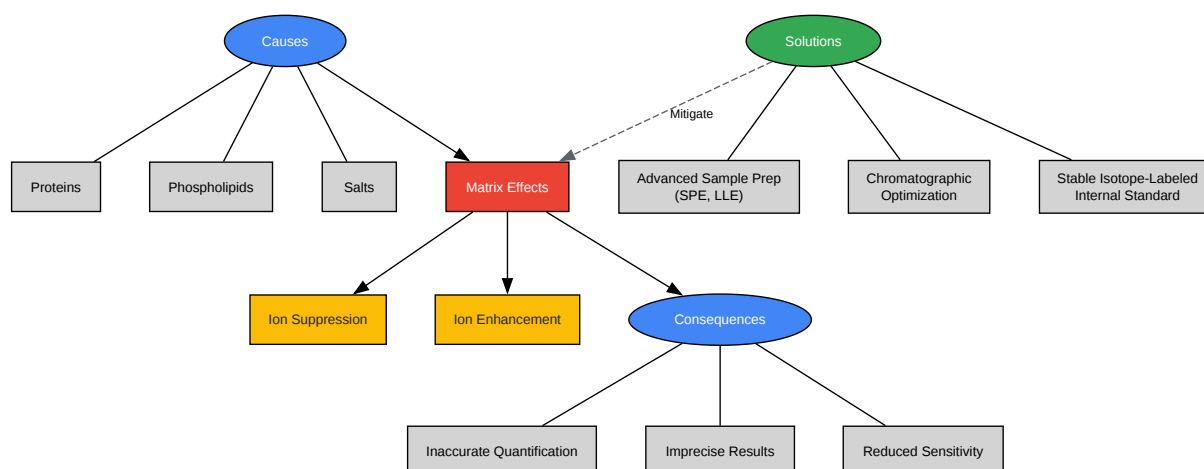 Causes
Solutions
Mitigate
Proteins
Phospholipids
Salts
Matrix Effects
Advanced Sample Prep
(SPE, LLE)
Chromatographic
Optimization
Stable Isotope-Labeled
Internal Standard
Ion Suppression
Ion Enhancement
Consequences
Inaccurate Quantification
Imprecise Results
Reduced Sensitivity